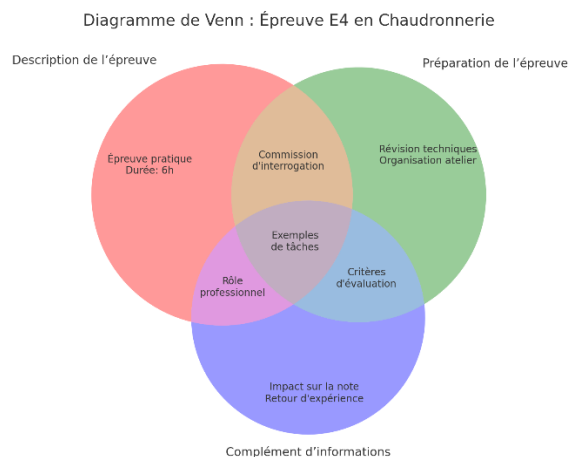 Diagramme de Venn : Épreuve E4 en Chaudronnerie
Description de l’épreuve
Préparation de l’épreuve
Épreuve pratique
Durée: 6h
Commission
d'interrogation
Révision techniques
Organisation atelier
Exemples
de tâches
Rôle
professionnel
Critères
d'évaluation
Impact sur la note
Retour d'expérience
Complément d’informations